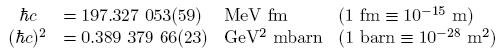 ℏc = 197.327 053(59) MeV fm (1 fm ≡ 10⁻¹⁵ m)
(ℏc)² = 0.389 379 66(23) GeV² mbarn (1 barn ≡ 10⁻²⁸ m²)